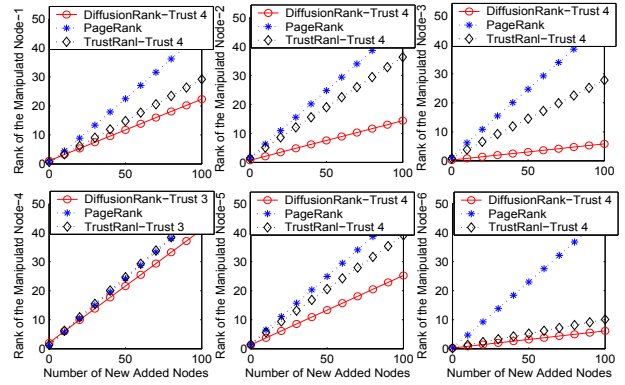 Rank of the Manipulatd Node-1
DiffusionRank-Trust 4
PageRank
TrustRanl-Trust 4
50
40
30
20
10
0
0
50
100
Rank of the Manipulatd Node-2
DiffusionRank-Trust 4
PageRank
TrustRanl-Trust 4
50
40
30
20
10
0
0
50
100
Rank of the Manipulatd Node-3
DiffusionRank-Trust 4
PageRank
TrustRanl-Trust 4
50
40
30
20
10
0
0
50
100
Rank of the Manipulatd Node-4
DiffusionRank-Trust 3
PageRank
TrustRanl-Trust 3
50
40
30
20
10
0
0
50
100
Number of New Added Nodes
Rank of the Manipulatd Node-5
DiffusionRank-Trust 4
PageRank
TrustRanl-Trust 4
50
40
30
20
10
0
0
50
100
Number of New Added Nodes
Rank of the Manipulatd Node-6
DiffusionRank-Trust 4
PageRank
TrustRanl-Trust 4
50
40
30
20
10
0
0
50
100
Number of New Added Nodes